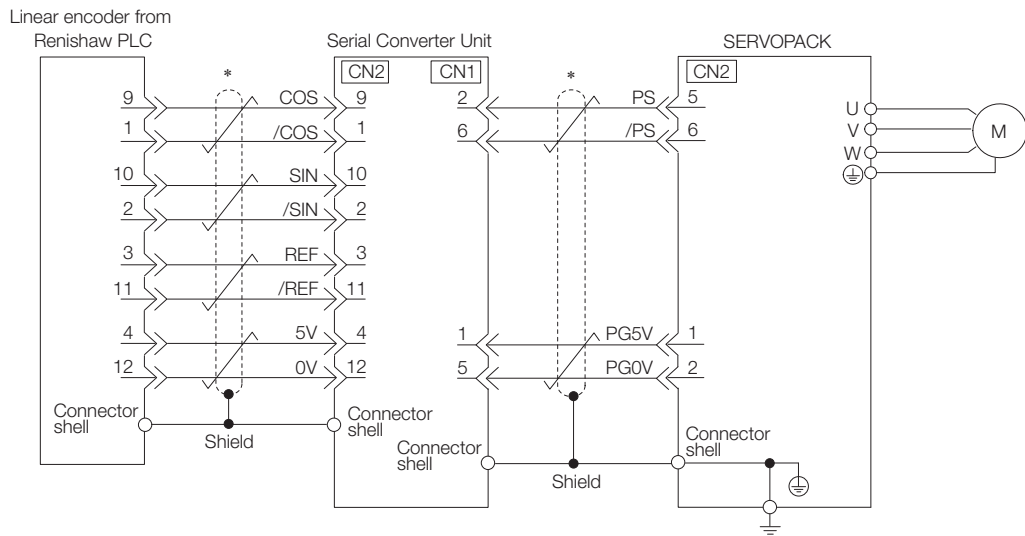 Linear encoder from
Renishaw PLC
Serial Converter Unit
SERVOPACK
CN2 CN1 CN2
* *
9 COS 9 2 PS 5
1 /COS 1 6 /PS 6
10 SIN 10
2 /SIN 2
3 REF 3
11 /REF 11
4 5V 4 1 PG5V 1
12 0V 12 5 PG0V 2
U
V
W
M
Connector
shell
Shield
Connector
shell
Connector
shell
Shield
Connector
shell